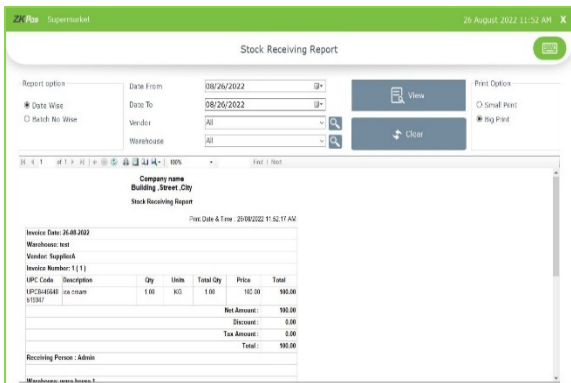 ZKPos Supermarket 26 August 2022 11:52 AM X
Stock Receiving Report
Report option
Date Wise
Batch No Wise
Date From 08/26/2022
Date To 08/26/2022
Vendor All
Warehouse All
View
Clear
Print Option
Small Print
Big Print
1 of 1 100% Find | Next
Company name
Building ,Street ,City
Stock Receiving Report
Print Date & Time : 26/08/2022 11:52:17 AM
Invoice Date: 26-08-2022
Warehouse: test
Vendor: SupplierA
Invoice Number: 1 ( 1 )
UPC Code Description Qty Units Total Qty Price Total
ice cream 1.00 KG 1.00 100.00 100.00
Net Amount : 100.00
Discount : 0.00
Tax Amount : 0.00
Total : 100.00
Receiving Person : Admin